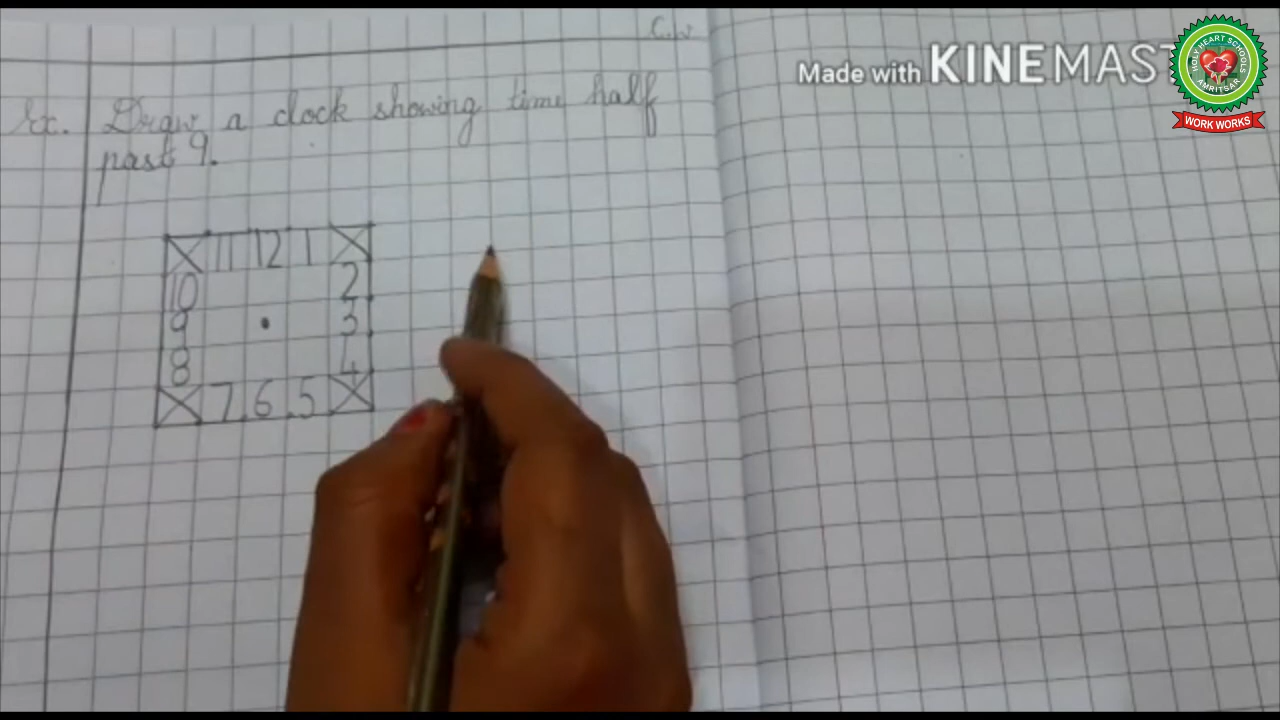 C.W
Made with KINEMAST
HOLY HEART SCHOOLS
AMRITSAR
WORK WORKS
Ex. Draw a clock showing time half
past 9.
11 12 1
10 2
9 3
8 4
7 6 5